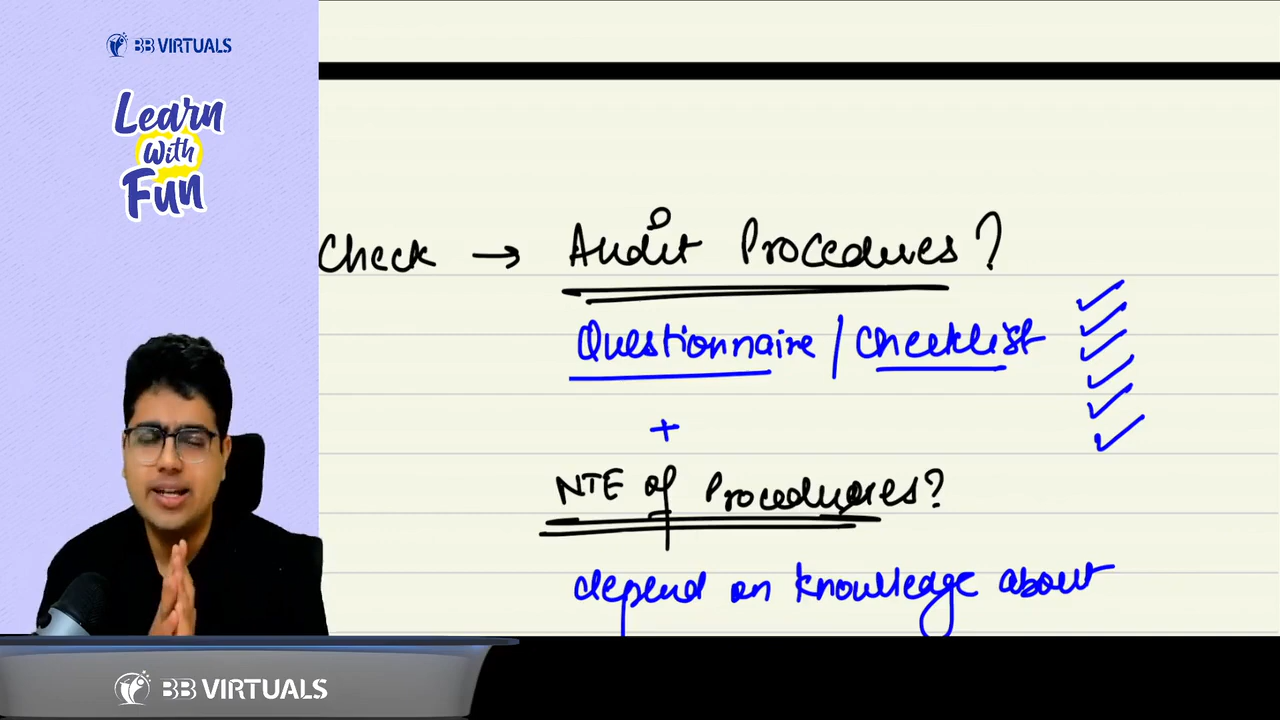 BB VIRTUALS
Learn
With
Fun
Check → Audit Procedures?
Questionnaire / Checklist
+
NTE of Procedures?
depend on knowledge about
BB VIRTUALS